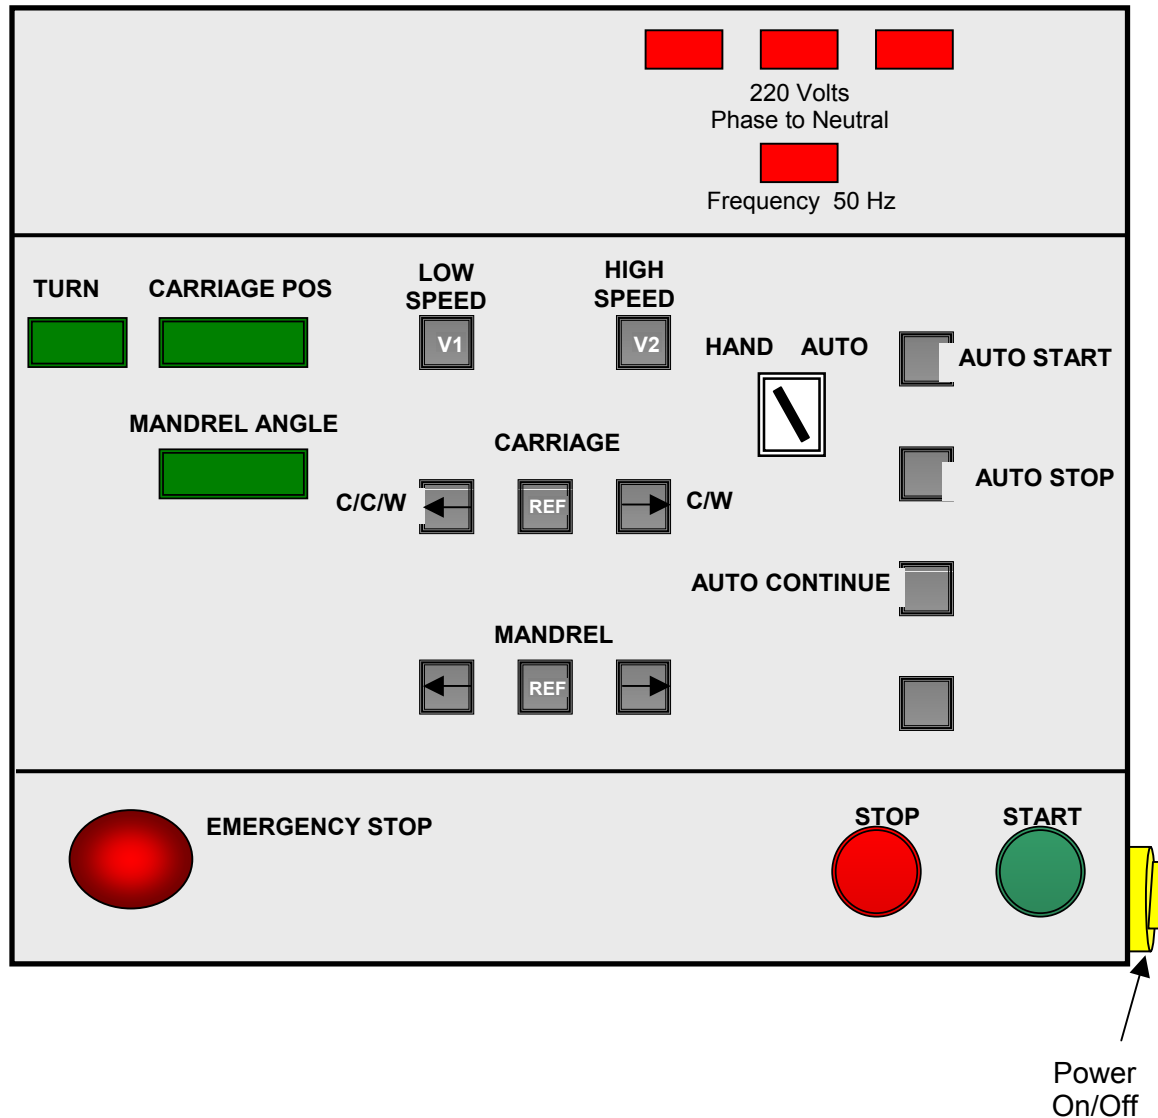 220 Volts
Phase to Neutral
Frequency 50 Hz
TURN
CARRIAGE POS
LOW
SPEED
HIGH
SPEED
V1
V2
HAND AUTO
AUTO START
MANDREL ANGLE
CARRIAGE
AUTO STOP
C/C/W
REF
C/W
AUTO CONTINUE
MANDREL
REF
EMERGENCY STOP
STOP
START
Power
On/Off